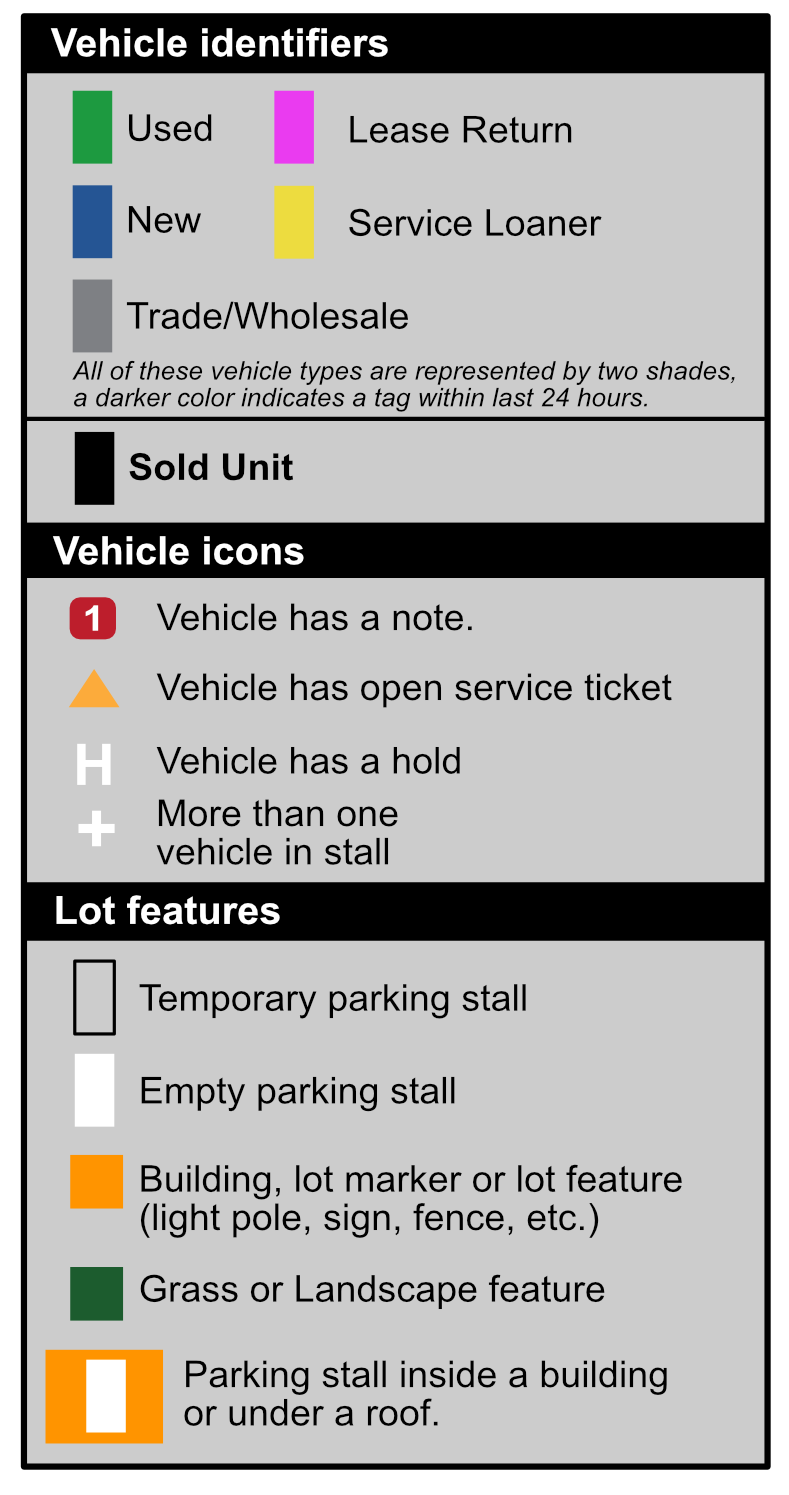 Vehicle identifiers
Used
Lease Return
New
Service Loaner
Trade/Wholesale
All of these vehicle types are represented by two shades,
a darker color indicates a tag within last 24 hours.
Sold Unit
Vehicle icons
1 Vehicle has a note.
Vehicle has open service ticket
H Vehicle has a hold
+ More than one
vehicle in stall
Lot features
Temporary parking stall
Empty parking stall
Building, lot marker or lot feature
(light pole, sign, fence, etc.)
Grass or Landscape feature
Parking stall inside a building
or under a roof.